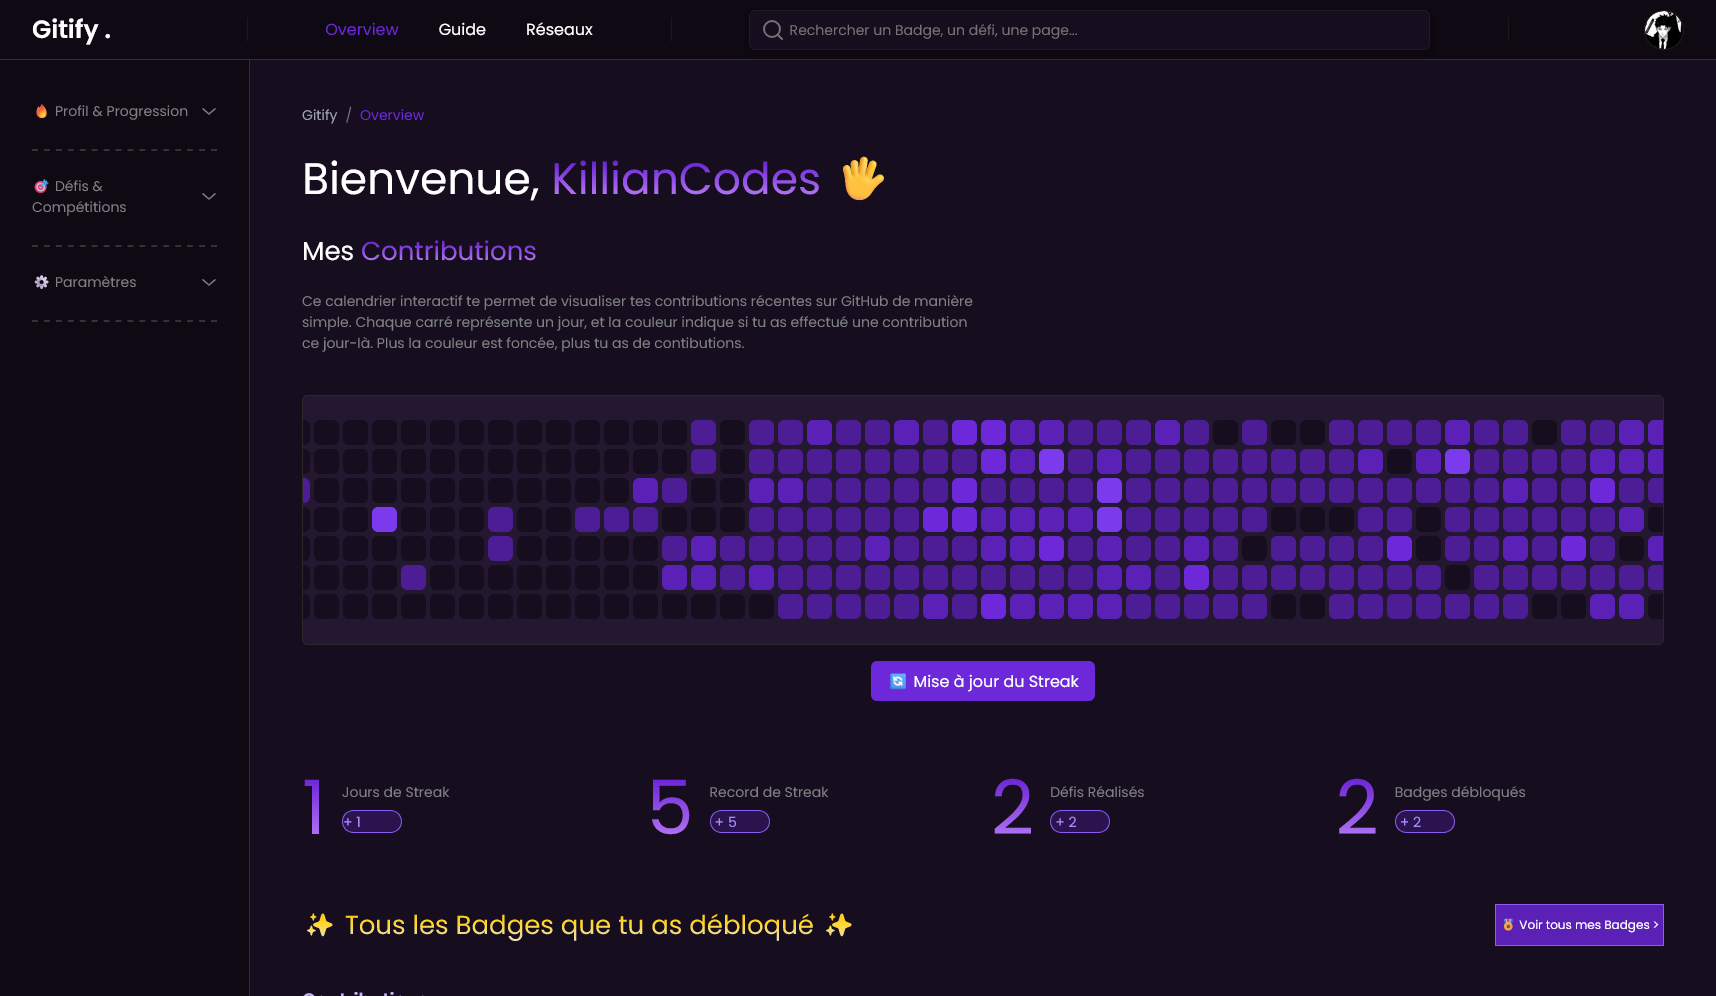 Gitify .
Overview
Guide
Réseaux
Rechercher un Badge, un défi, une page...
Profil & Progression
Défis &
Compétitions
Paramètres
Gitify / Overview
Bienvenue, KillianCodes
Mes Contributions
Ce calendrier interactif te permet de visualiser tes contributions récentes sur GitHub de manière
simple. Chaque carré représente un jour, et la couleur indique si tu as effectué une contribution
ce jour-là. Plus la couleur est foncée, plus tu as de contibutions.
Mise à jour du Streak
1
Jours de Streak
+ 1
5
Record de Streak
+ 5
2
Défis Réalisés
+ 2
2
Badges débloqués
+ 2
✨ Tous les Badges que tu as débloqué ✨
Voir tous mes Badges >